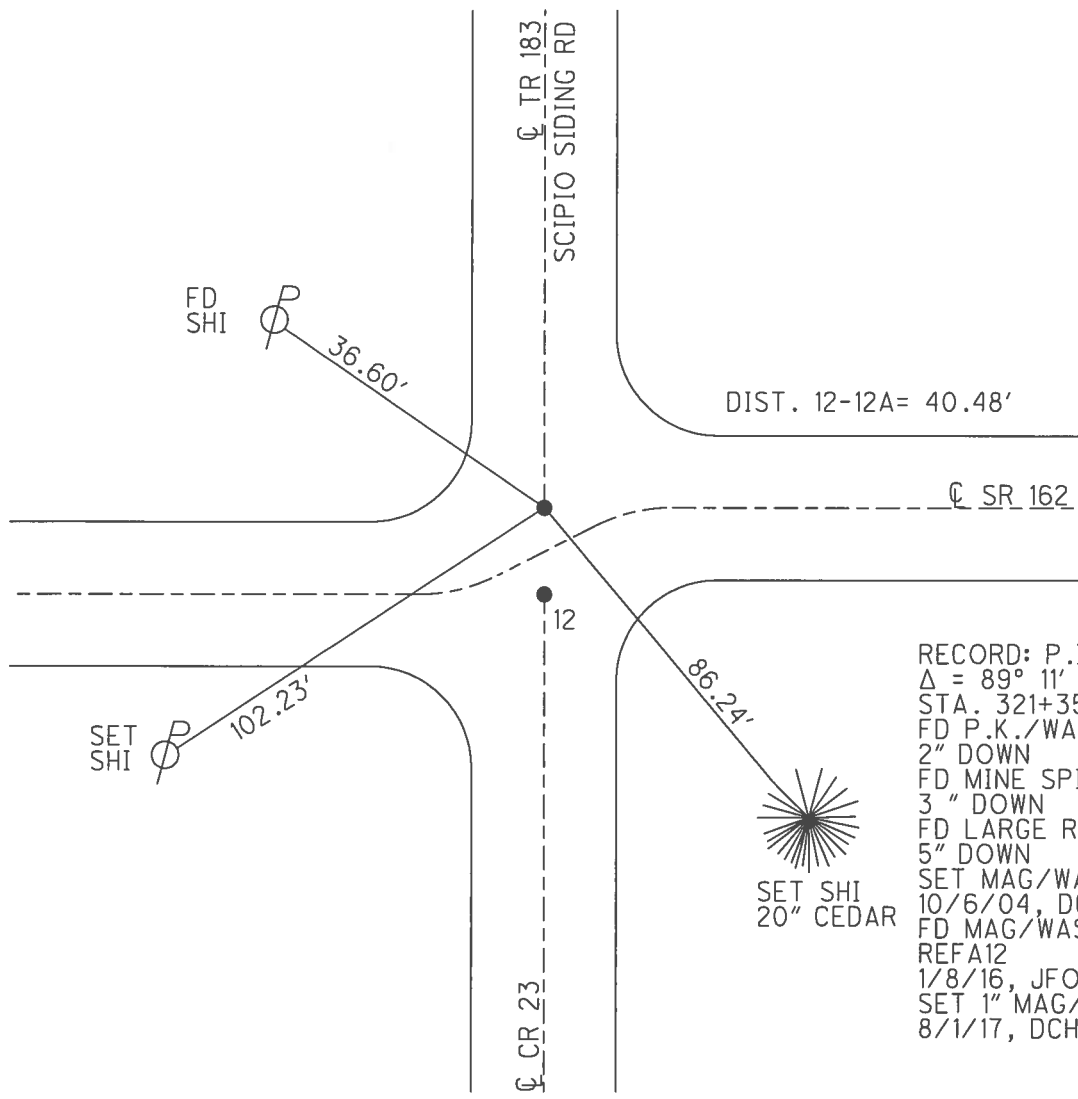 ℄ TR 183
SCIPIO SIDING RD
FD
SHI
P
36.60'
DIST. 12-12A= 40.48'
℄ SR 162
12
102.23'
SET
SHI
P
86.24'
SET SHI
20" CEDAR
℄ CR 23
RECORD: P.
Δ = 89° 11'
STA. 321+35
FD P.K./WA
2" DOWN
FD MINE SP
3 " DOWN
FD LARGE R
5" DOWN
SET MAG/WA
10/6/04, D
FD MAG/WAS
REFA12
1/8/16, JFO
SET 1" MAG/
8/1/17, DCH